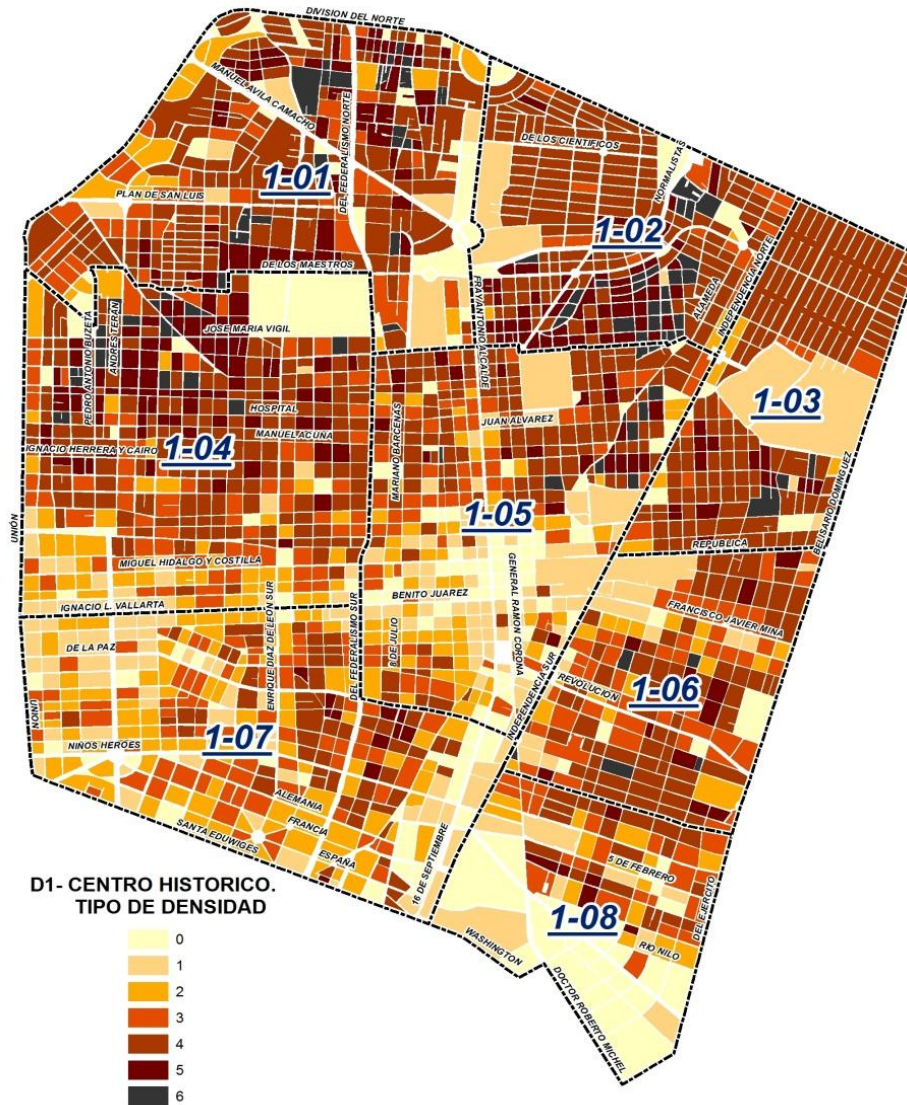 DIVISION DEL NORTE
MANUEL AVILA CAMACHO
DEL FEDERALISMO NORTE
DE LOS CIENTIFICOS
NORMALISTAS
1-01
PLAN DE SAN LUIS
1-02
DE LOS MAESTROS
FRAY ANTONIO ALCALDE
ALAMEDA
INDEPENDENCIA NORTE
JOSE MARIA VIGIL
PEDRO ANTONIO BUZETA
ANDRES TERAN
1-03
HOSPITAL
JUAN ALVAREZ
MANUEL ACUÑA
MARIANO BARCENAS
IGNACIO HERRERA Y CAIRO
1-04
1-05
BELISARIO DOMINGUEZ
UNION
REPUBLICA
MIGUEL HIDALGO Y COSTILLA
GENERAL RAMON CORONA
BENITO JUAREZ
IGNACIO L. VALLARTA
FRANCISCO JAVIER MINA
DE LA PAZ
ENRIQUE DIAZ DE LEON SUR
DEL FEDERALISMO SUR
8 DE JULIO
INDEPENDENCIA SUR
REVOLUCION
1-06
UNION
NIÑOS HEROES
1-07
ALEMANIA
FRANCIA
SANTA EDUWIGES
ESPAÑA
16 DE SEPTIEMBRE
5 DE FEBRERO
DEL EJERCITO
1-08
RIO NILO
WASHINGTON
DOCTOR ROBERTO MICHEL
D1- CENTRO HISTORICO.
TIPO DE DENSIDAD
0
1
2
3
4
5
6